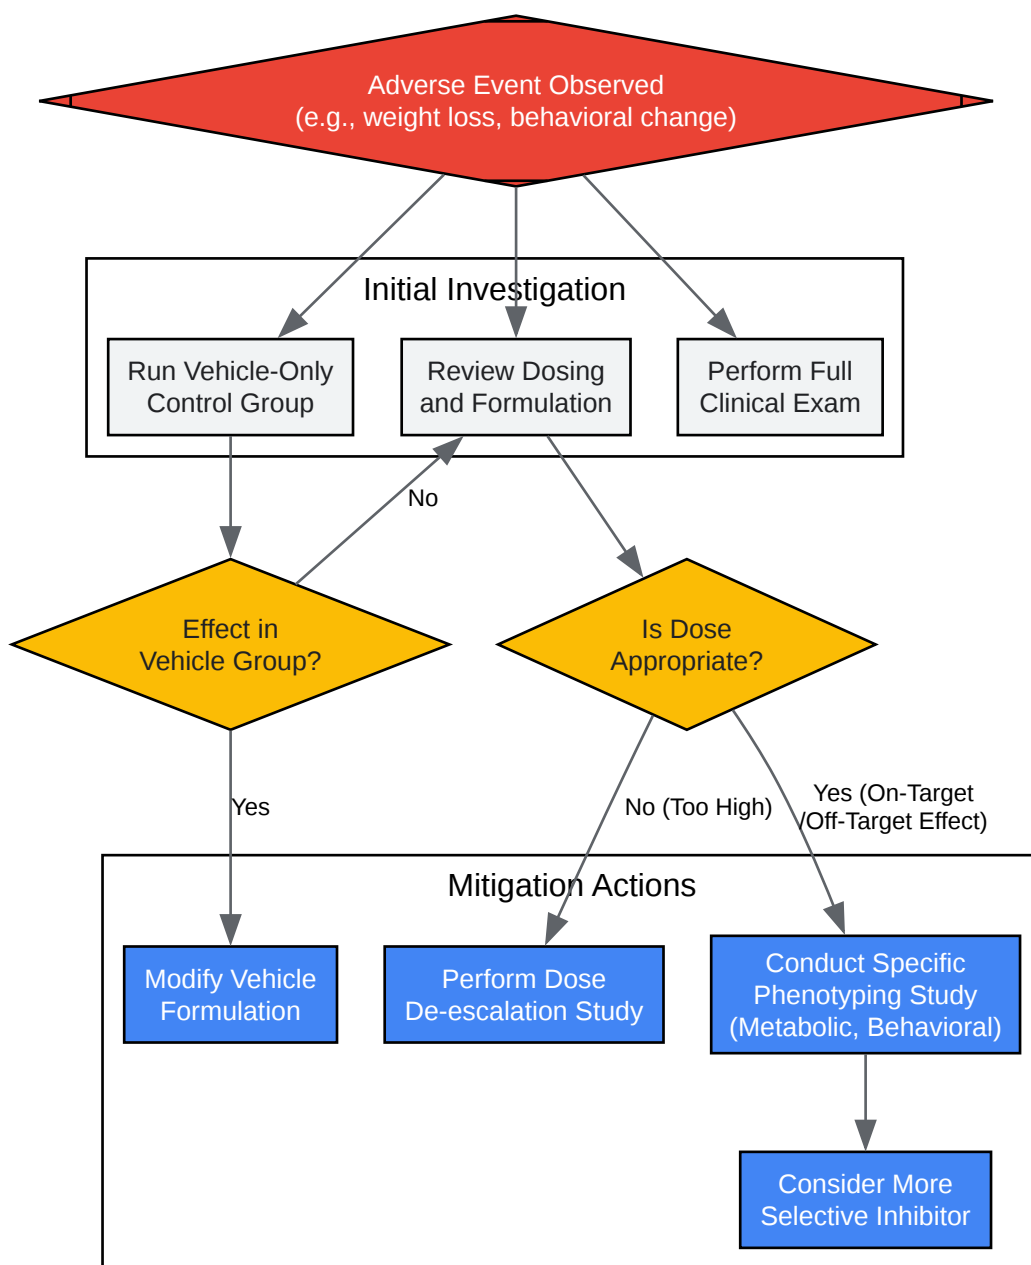 Adverse Event Observed
(e.g., weight loss, behavioral change)
Initial Investigation
Run Vehicle-Only
Control Group
Review Dosing
and Formulation
Perform Full
Clinical Exam
No
Effect in
Vehicle Group?
Is Dose
Appropriate?
Yes
No (Too High)
Yes (On-Target
/Off-Target Effect)
Mitigation Actions
Modify Vehicle
Formulation
Perform Dose
De-escalation Study
Conduct Specific
Phenotyping Study
(Metabolic, Behavioral)
Consider More
Selective Inhibitor